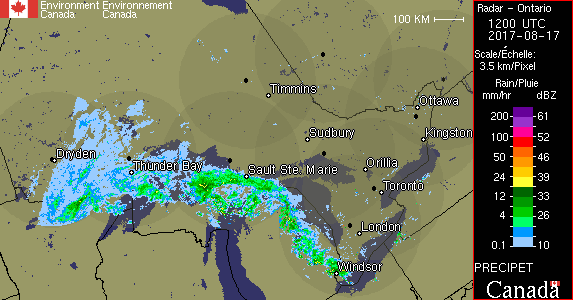 Environment Environnement
Canada Canada
100 KM
Timmins
Ottawa
Sudbury
Kingston
Dryden
Thunder Bay
Sault Ste. Marie
Orillia
Toronto
London
Windsor
Radar - Ontario
1200 UTC
2017-08-17
Scale/Échelle:
3.5 km/Pixel
Rain/Pluie
mm/hr dBZ
200 61
100 52
50 46
24 39
12 33
4 26
0.1 10
PRECIPET
Canada